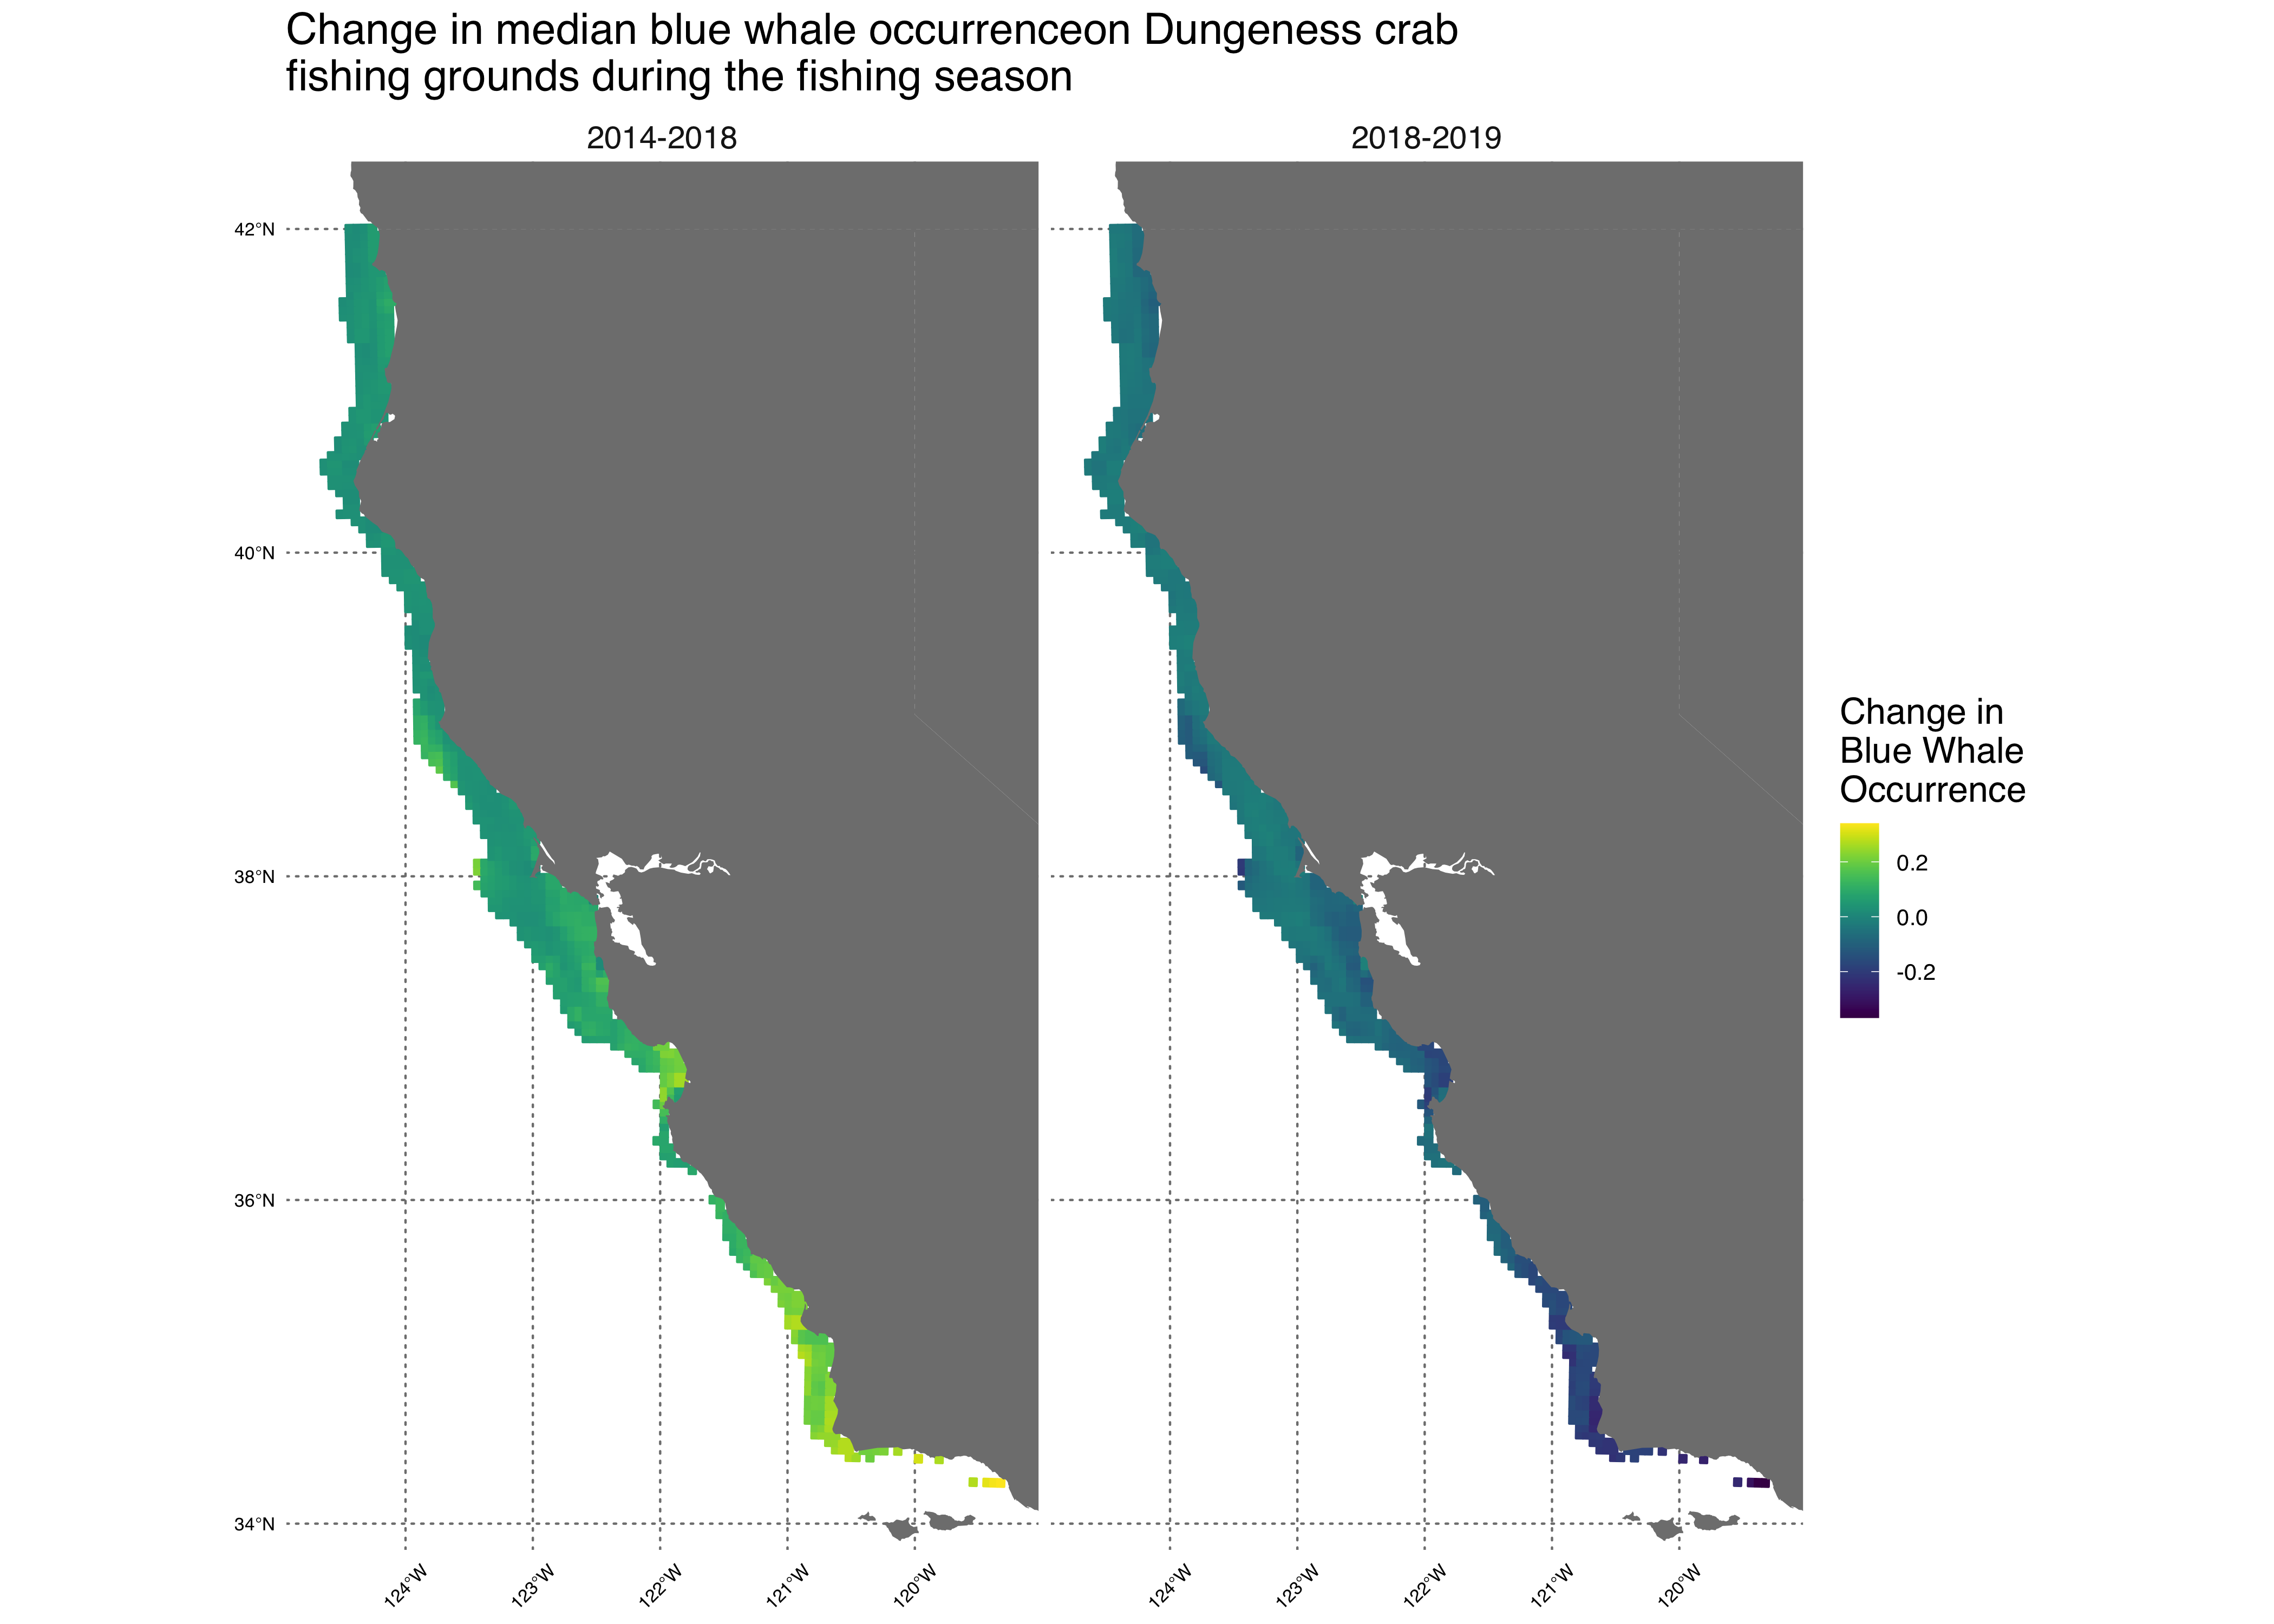 Change in median blue whale occurrenceon Dungeness crab
fishing grounds during the fishing season
2014-2018
2018-2019
42°N
40°N
38°N
36°N
34°N
124°W
123°W
122°W
121°W
120°W
124°W
123°W
122°W
121°W
120°W
Change in
Blue Whale
Occurrence
0.2
0.0
-0.2